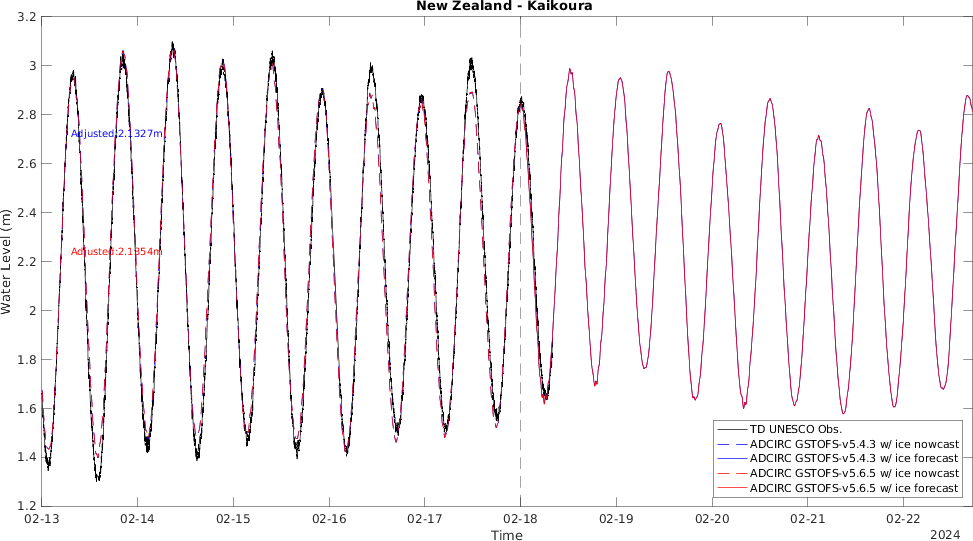 New Zealand - Kaikoura
3.2
3
2.8
2.6
2.4
2.2
2
1.8
1.6
1.4
1.2
Water Level (m)
Adjusted:2.1327m
Adjusted:2.1354m
TD UNESCO Obs.
ADCIRC GSTOFS-v5.4.3 w/ ice nowcast
ADCIRC GSTOFS-v5.4.3 w/ ice forecast
ADCIRC GSTOFS-v5.6.5 w/ ice nowcast
ADCIRC GSTOFS-v5.6.5 w/ ice forecast
02-13 02-14 02-15 02-16 02-17 02-18 02-19 02-20 02-21 02-22
Time
2024